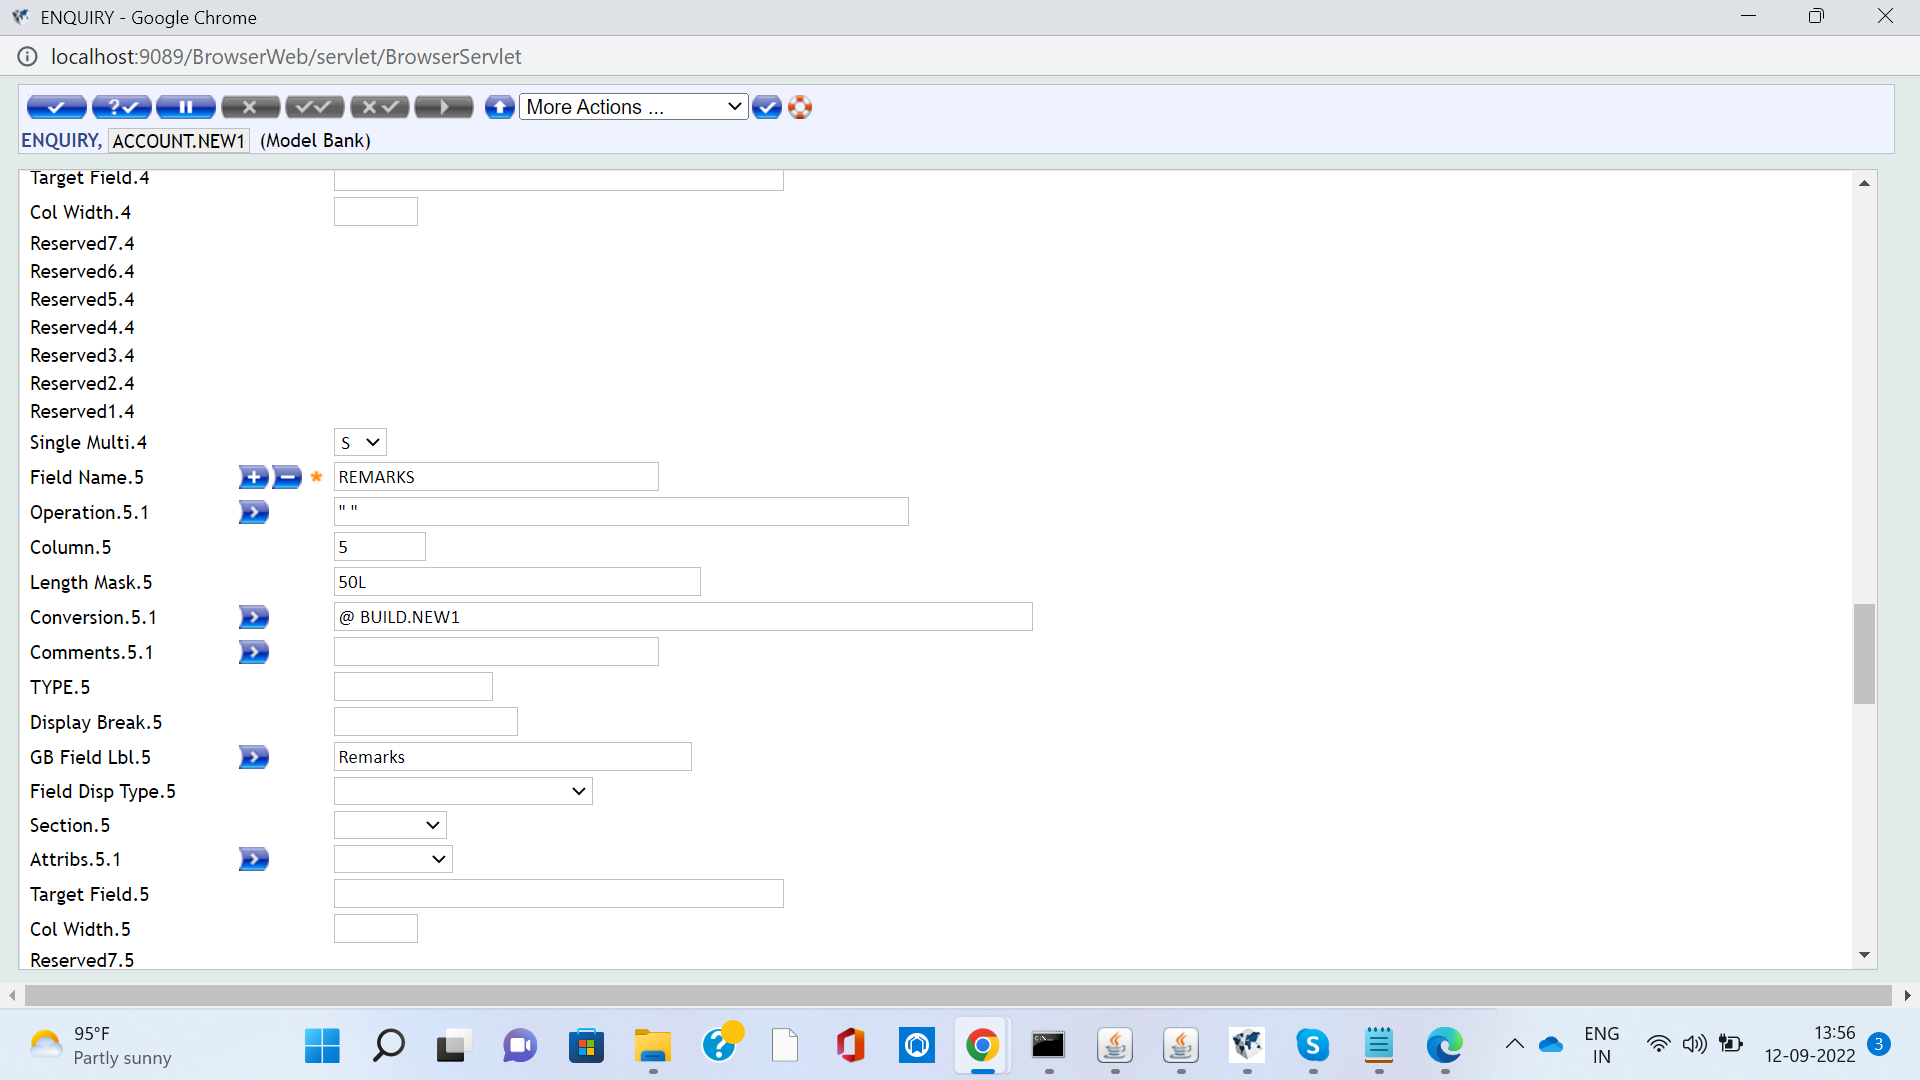 ENQUIRY - Google Chrome
localhost:9089/BrowserWeb/servlet/BrowserServlet
More Actions ...
ENQUIRY, ACCOUNT.NEW1 (Model Bank)
Target Field.4
Col Width.4
Reserved7.4
Reserved6.4
Reserved5.4
Reserved4.4
Reserved3.4
Reserved2.4
Reserved1.4
Single Multi.4 S
Field Name.5 * REMARKS
Operation.5.1 " "
Column.5 5
Length Mask.5 50L
Conversion.5.1 @ BUILD.NEW1
Comments.5.1
TYPE.5
Display Break.5
GB Field Lbl.5 Remarks
Field Disp Type.5
Section.5
Attribs.5.1
Target Field.5
Col Width.5
Reserved7.5
95°F
Partly sunny
ENG
IN
13:56
12-09-2022
3